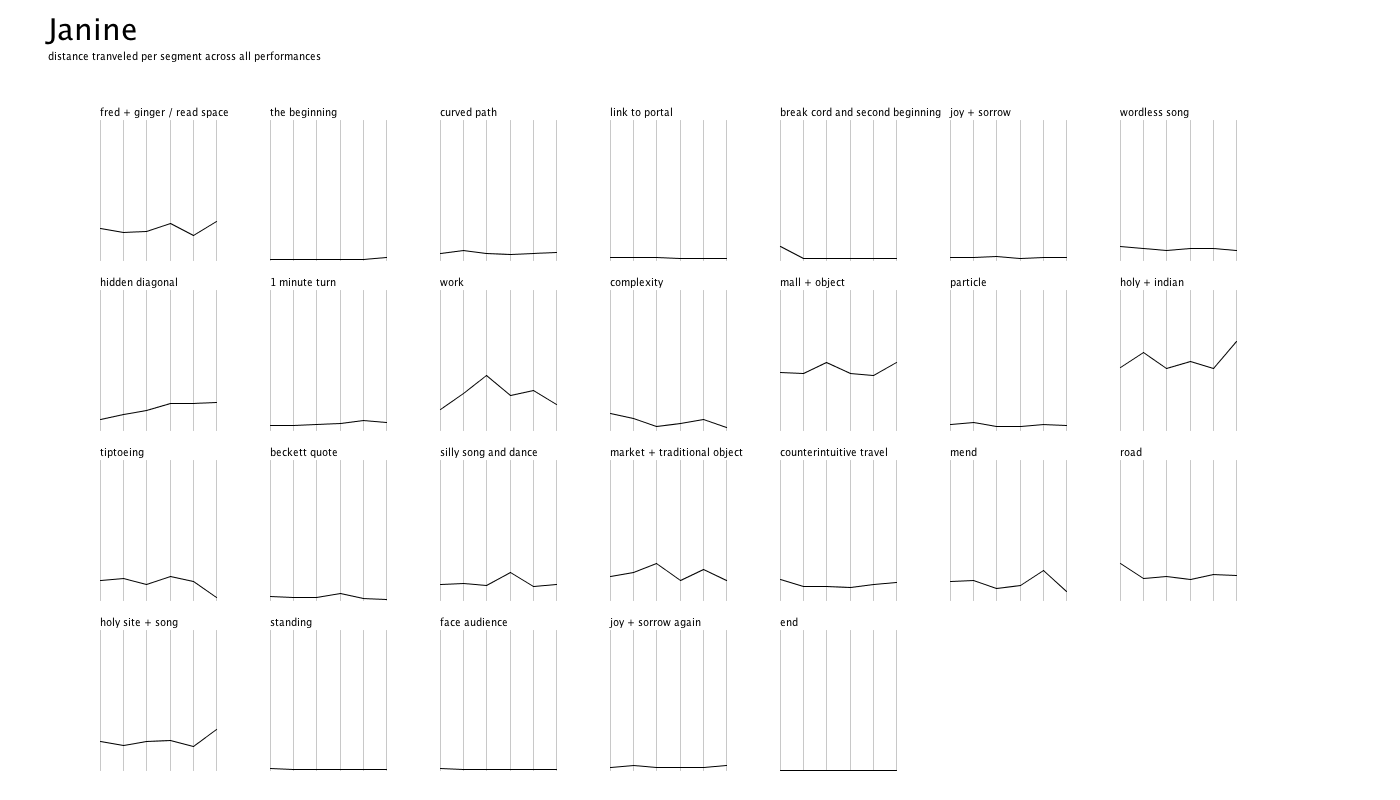 Janine
distance tranveled per segment across all performances
fred + ginger / read space
the beginning
curved path
link to portal
break cord and second beginning
joy + sorrow
wordless song
hidden diagonal
1 minute turn
work
complexity
mall + object
particle
holy + indian
tiptoeing
beckett quote
silly song and dance
market + traditional object
counterintuitive travel
mend
road
holy site + song
standing
face audience
joy + sorrow again
end